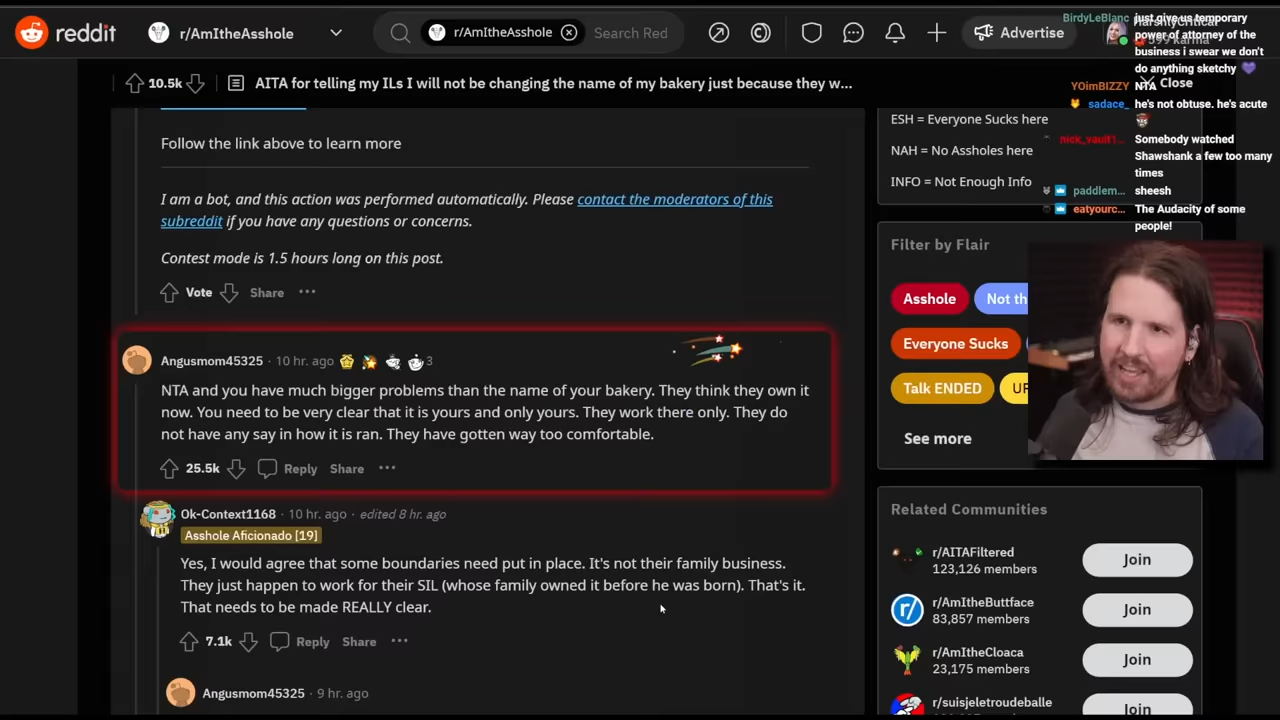 reddit
r/AmItheAsshole
r/AmItheAsshole
Search Red
Advertise
BirdyLeBlanc just give us temporary
power of attorney of the
business i swear we don't
do anything sketchy
Close
YOimBIZZY NTA
sadace_ he's not obtuse. he's acute
nick_vault1... Somebody watched
Shawshank a few too many
times
paddlem... sheesh
eatyourc... The Audacity of some
people!
10.5k
AITA for telling my ILs I will not be changing the name of my bakery just because they w...
Follow the link above to learn more
I am a bot, and this action was performed automatically. Please contact the moderators of this
subreddit if you have any questions or concerns.
Contest mode is 1.5 hours long on this post.
Vote Share
Angusmom45325 · 10 hr. ago 3
NTA and you have much bigger problems than the name of your bakery. They think they own it
now. You need to be very clear that it is yours and only yours. They work there only. They do
not have any say in how it is ran. They have gotten way too comfortable.
25.5k Reply Share
Ok-Context1168 · 10 hr. ago · edited 8 hr. ago
Asshole Aficionado [19]
Yes, I would agree that some boundaries need put in place. It's not their family business.
They just happen to work for their SIL (whose family owned it before he was born). That's it.
That needs to be made REALLY clear.
7.1k Reply Share
Angusmom45325 · 9 hr. ago
ESH = Everyone Sucks here
NAH = No Assholes here
INFO = Not Enough Info
Filter by Flair
Asshole Not th
Everyone Sucks
Talk ENDED UP
See more
Related Communities
r/AITAFiltered
123,126 members
Join
r/AmItheButtface
83,857 members
Join
r/AmItheCloaca
23,175 members
Join
r/suisjeletroudeballe
Join